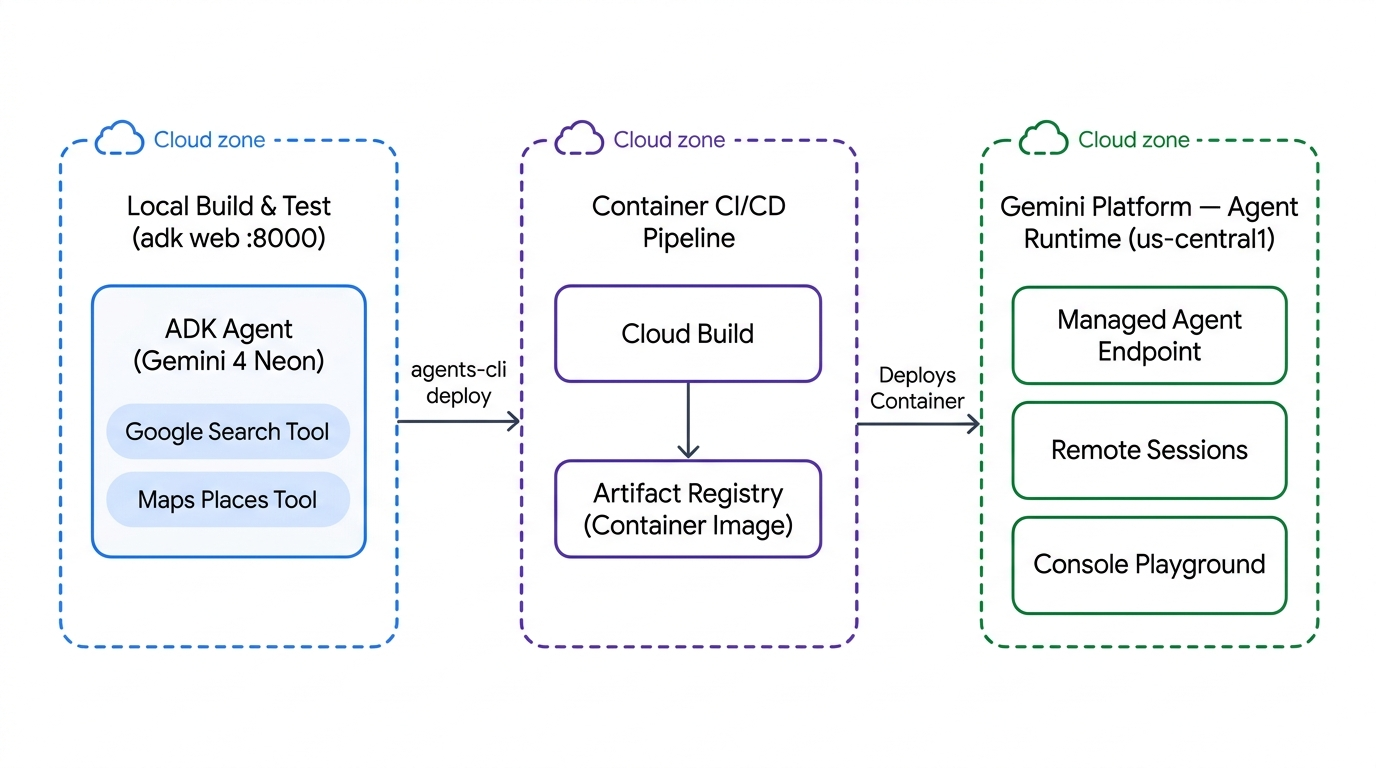 Cloud zone
Local Build & Test
(adk web :8000)
ADK Agent
(Gemini 4 Neon)
Google Search Tool
Maps Places Tool
agents-cli
deploy
Cloud zone
Container CI/CD
Pipeline
Cloud Build
Artifact Registry
(Container Image)
Deploys
Container
Cloud zone
Gemini Platform — Agent
Runtime (us-central1)
Managed Agent
Endpoint
Remote Sessions
Console Playground